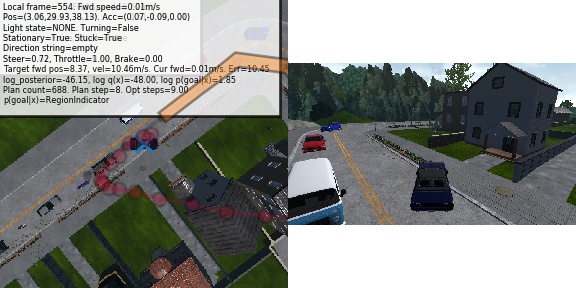 Local frame=554. Fwd speed=0.01m/s
Pos=(3.06,29.93,38.13). Acc=(0.07,-0.09,0.00)
Light state=NONE. Turning=False
Stationary=True. Stuck=True
Direction string=empty
Steer=0.72, Throttle=1.00, Brake=0.00
Target fwd pos=8.37, vel=10.46m/s. Cur fwd=0.01m/s. Err=10.45
log_posterior=-46.15, log q(x)=-48.00, log p(goal|x)=1.85
Plan count=688. Plan step=8. Opt steps=9.00
p(goal|x)=RegionIndicator